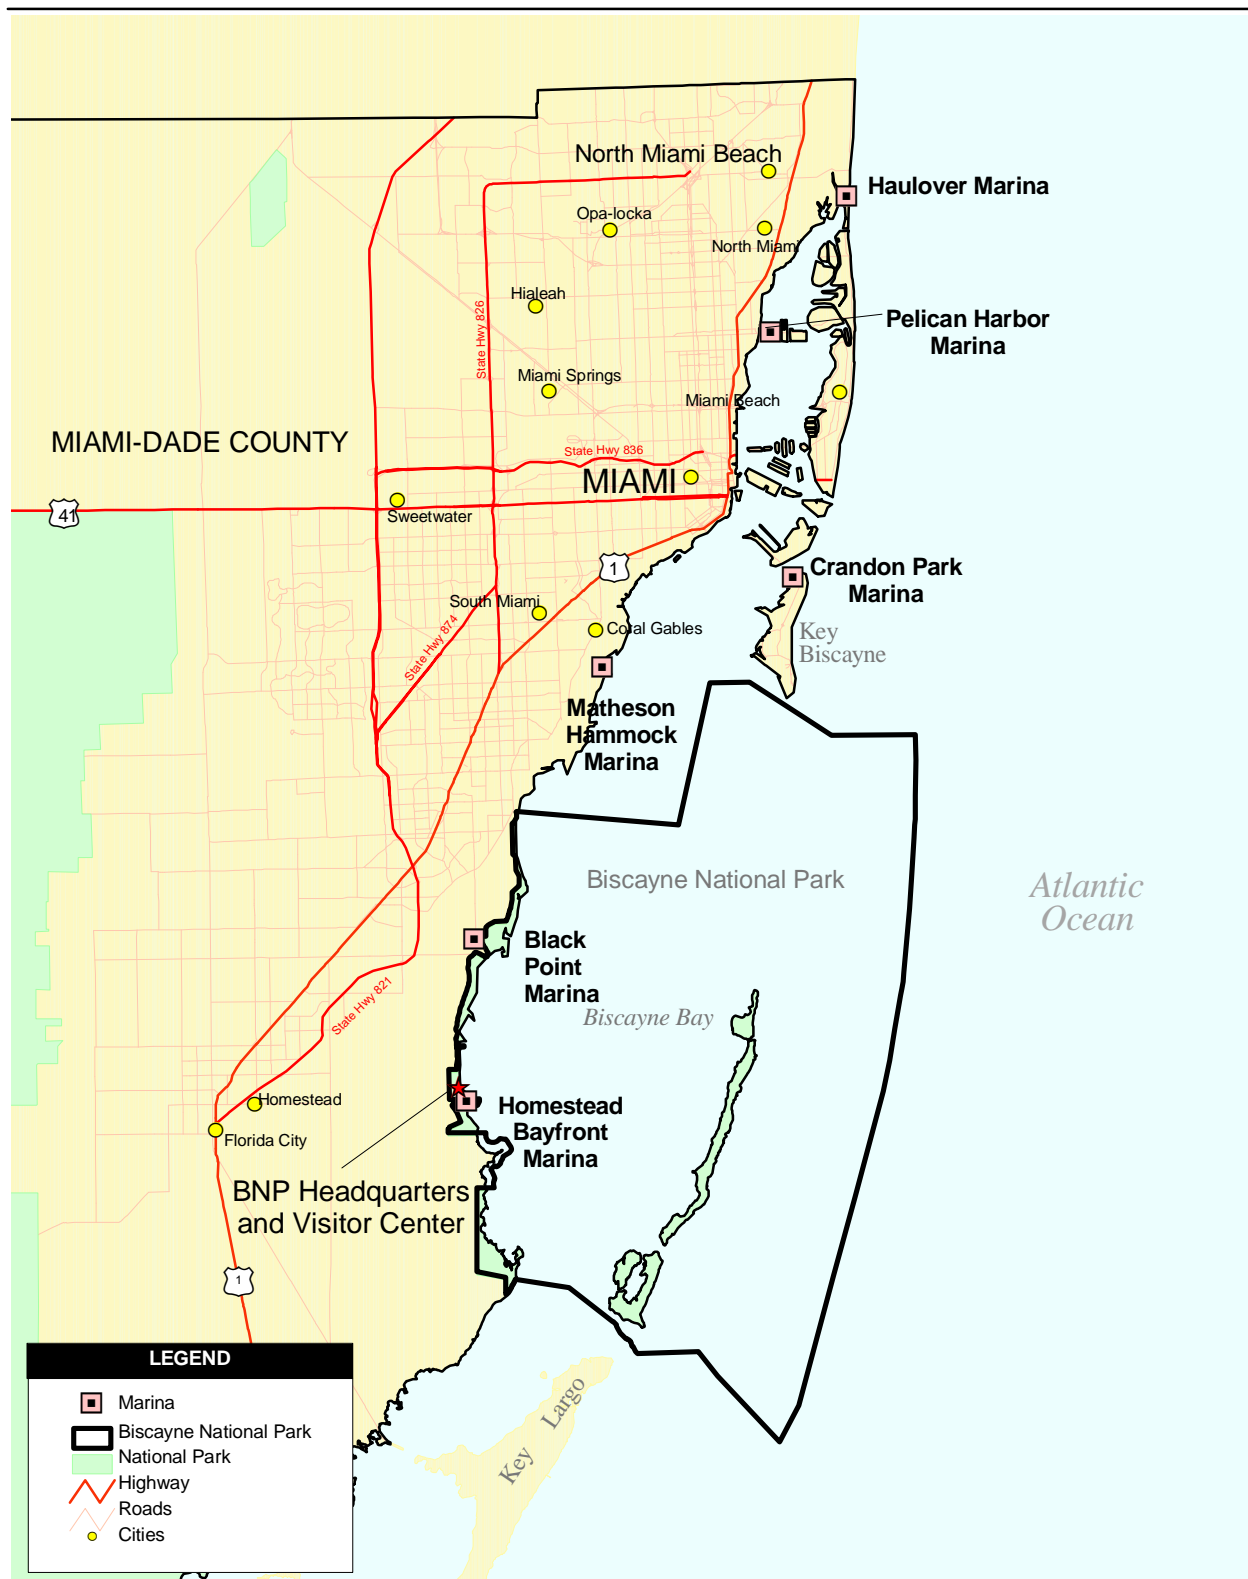 North Miami Beach
Haulover Marina
Opa-locka
North Miami
Hialeah
State Hwy 826
Pelican Harbor
Marina
Miami Springs
Miami Beach
MIAMI-DADE COUNTY
State Hwy 836
MIAMI
41
Sweetwater
1
Crandon Park
Marina
South Miami
Coral Gables
State Hwy 874
Key
Biscayne
Matheson
Hammock
Marina
Biscayne National Park
Atlantic
Ocean
Black
Point
Marina
State Hwy 821
Biscayne Bay
Homestead
Homestead
Bayfront
Marina
Florida City
BNP Headquarters
and Visitor Center
1
LEGEND
Marina
Biscayne National Park
National Park
Highway
Roads
Cities
Key Largo